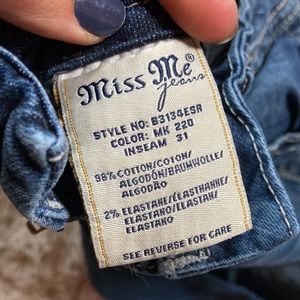 Miss Me
jeans
STYLE NO: B3134ESR
COLOR: MK 220
INSEAM 31
98% COTTON/COTON/
ALGODÓN/BAUMWOLLE/
ALGODÃO
2% ELASTANE/ÉLASTHANNE/
ELASTANO/ELASTAN/
ELASTANO
SEE REVERSE FOR CARE